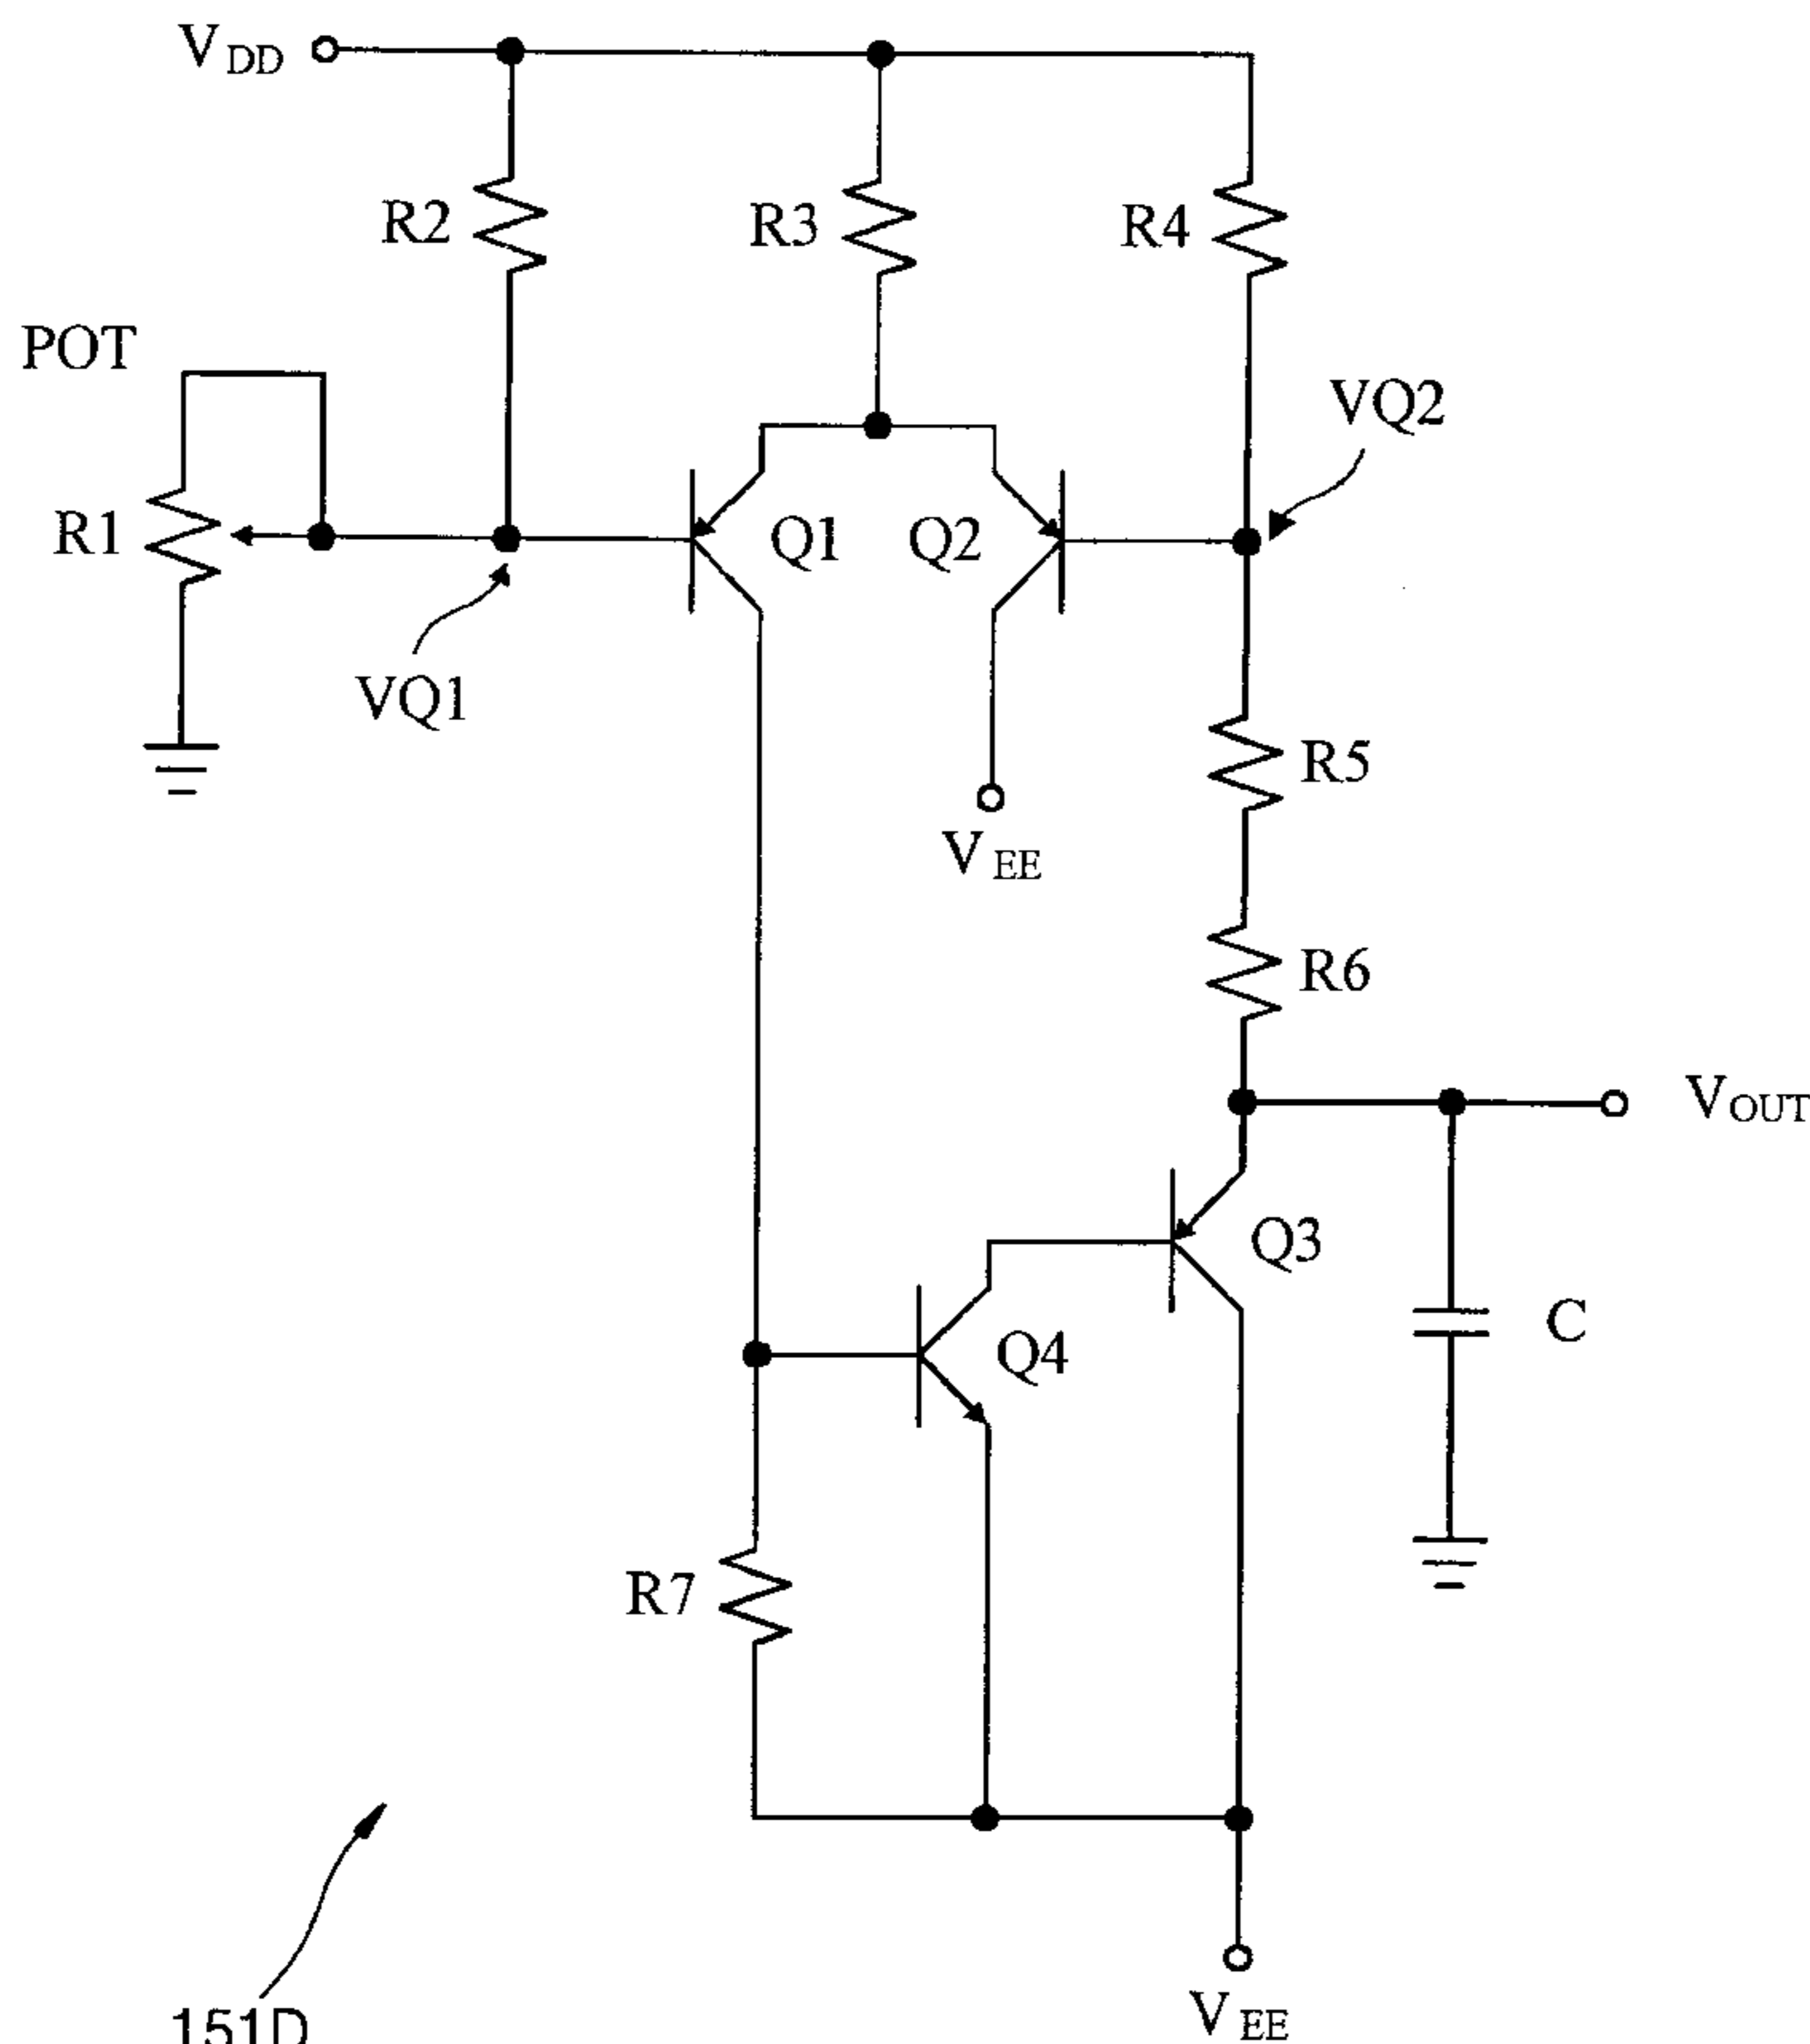 VDD
R2
R3
R4
POT
VQ2
R1
Q1
Q2
VQ1
R5
VEE
R6
VOUT
Q3
C
Q4
R7
151D
VEE